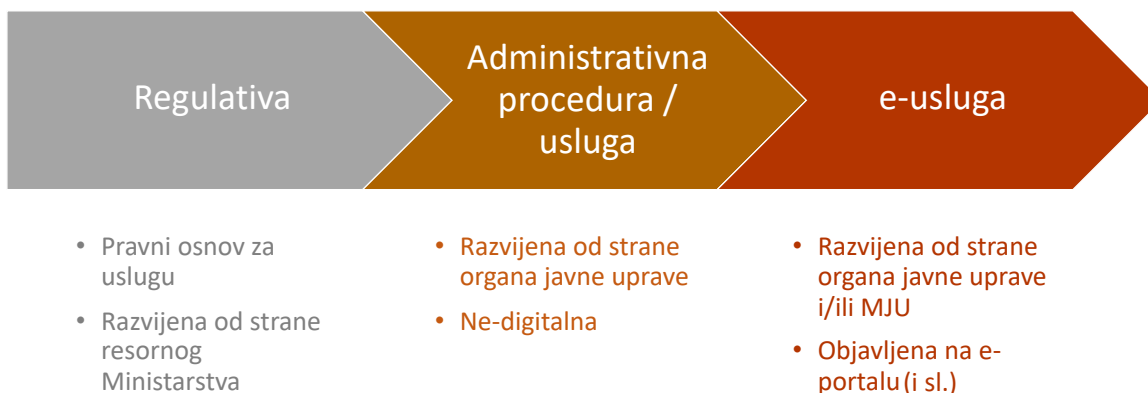 Regulativa
Administrativna
procedura /
usluga
e-usluga
• Pravni osnov za
uslugu
• Razvijena od strane
resornog
Ministarstva
• Razvijena od strane
organa javne uprave
• Ne-digitalna
• Razvijena od strane
organa javne uprave
i/ili MJU
• Objavljena na e-
portalu (i sl.)